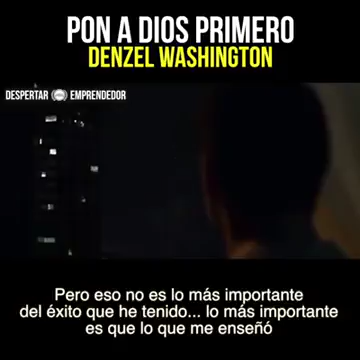 PON A DIOS PRIMERO
DENZEL WASHINGTON
DESPERTAR EMPRENDEDOR
Pero eso no es lo más importante
del éxito que he tenido... lo más importante
es que lo que me enseñó